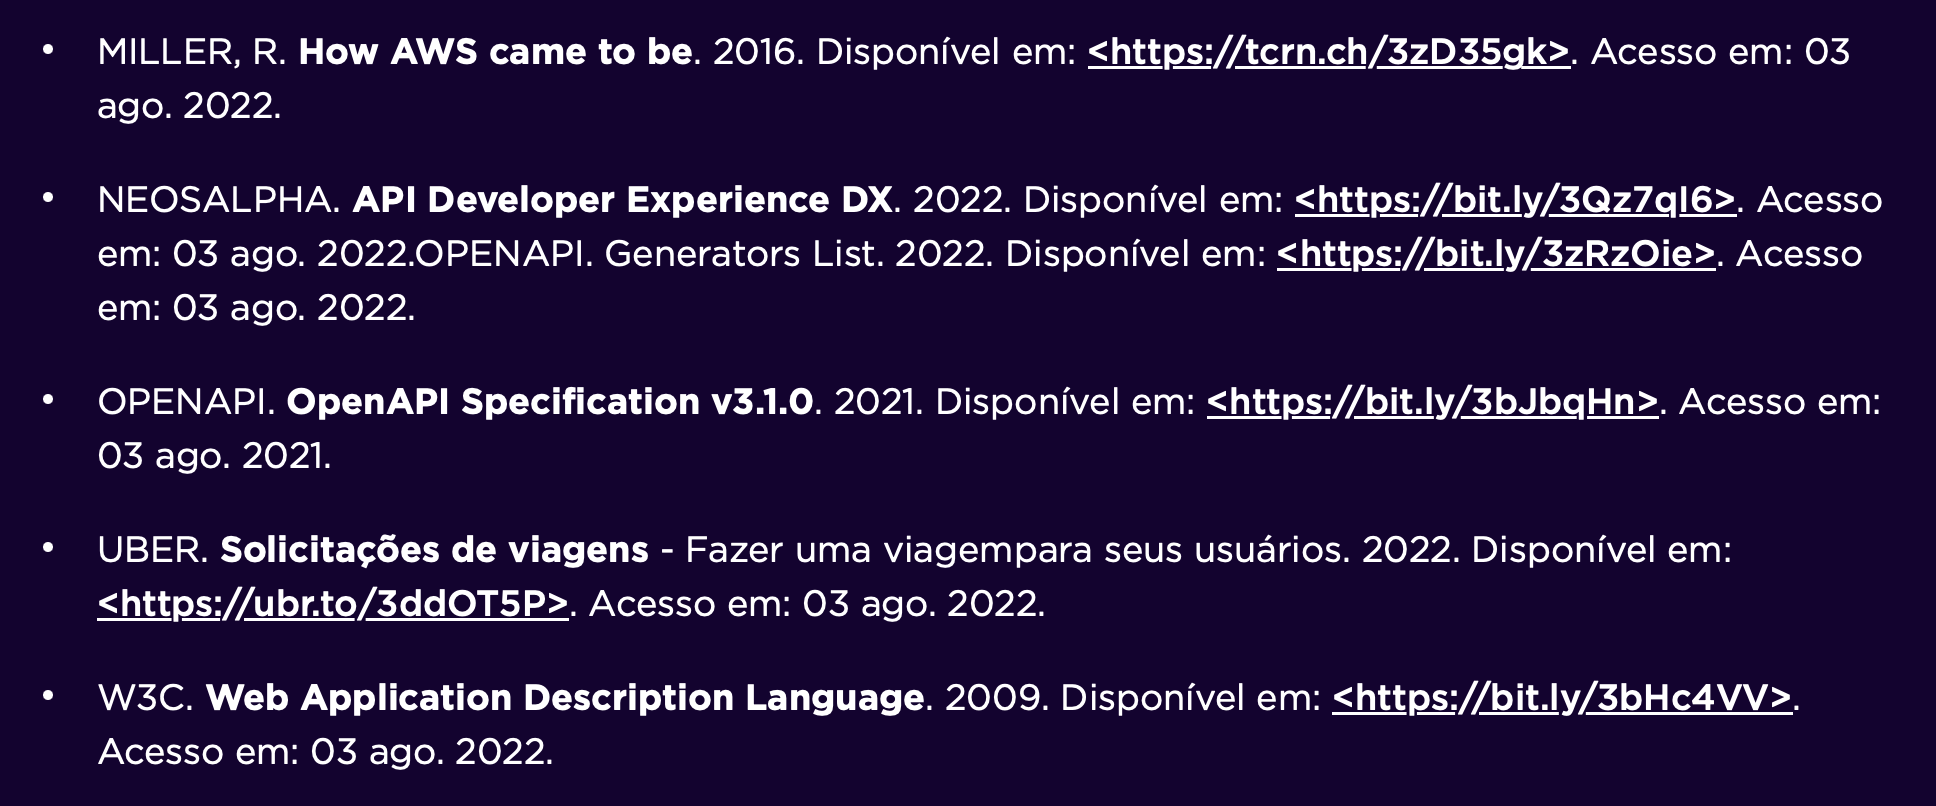 • MILLER, R. How AWS came to be. 2016. Disponível em: <https://tcrn.ch/3zD35gk>. Acesso em: 03
ago. 2022.
• NEOSALPHA. API Developer Experience DX. 2022. Disponível em: <https://bit.ly/3Qz7qI6>. Acesso
em: 03 ago. 2022.OPENAPI. Generators List. 2022. Disponível em: <https://bit.ly/3zRzOie>. Acesso
em: 03 ago. 2022.
• OPENAPI. OpenAPI Specification v3.1.0. 2021. Disponível em: <https://bit.ly/3bJbqHn>. Acesso em:
03 ago. 2021.
• UBER. Solicitações de viagens - Fazer uma viagempara seus usuários. 2022. Disponível em:
<https://ubr.to/3ddOT5P>. Acesso em: 03 ago. 2022.
• W3C. Web Application Description Language. 2009. Disponível em: <https://bit.ly/3bHc4VV>.
Acesso em: 03 ago. 2022.